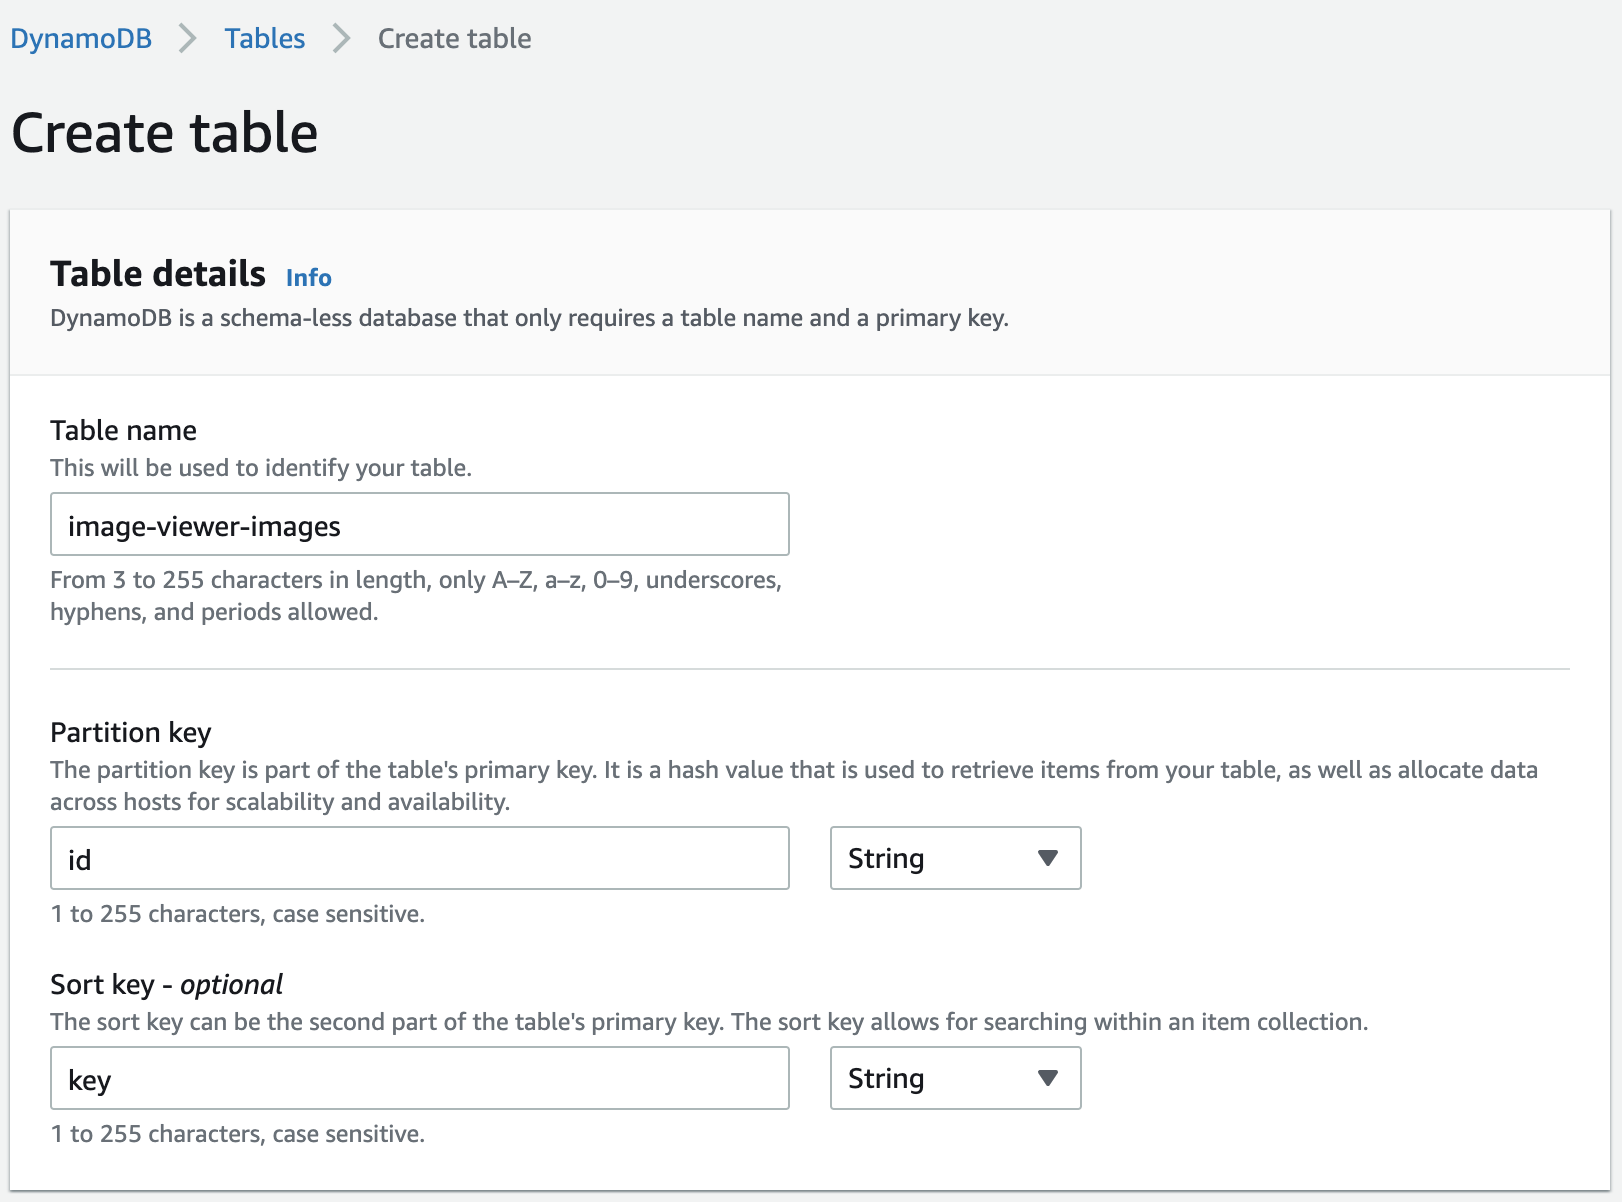 DynamoDB > Tables > Create table
Create table
Table details Info
DynamoDB is a schema-less database that only requires a table name and a primary key.
Table name
This will be used to identify your table.
image-viewer-images
From 3 to 255 characters in length, only A–Z, a–z, 0–9, underscores,
hyphens, and periods allowed.
Partition key
The partition key is part of the table's primary key. It is a hash value that is used to retrieve items from your table, as well as allocate data
across hosts for scalability and availability.
id String
1 to 255 characters, case sensitive.
Sort key - optional
The sort key can be the second part of the table's primary key. The sort key allows for searching within an item collection.
key String
1 to 255 characters, case sensitive.